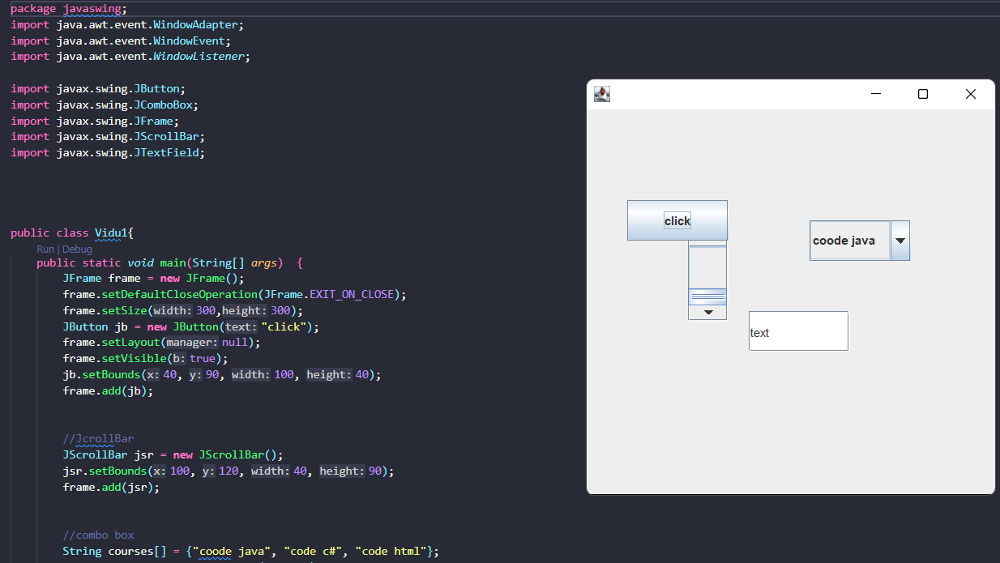 package javaswing;
import java.awt.event.WindowAdapter;
import java.awt.event.WindowEvent;
import java.awt.event.WindowListener;
import javax.swing.JButton;
import javax.swing.JComboBox;
import javax.swing.JFrame;
import javax.swing.JScrollBar;
import javax.swing.JTextField;
public class Vidu1{
Run | Debug
public static void main(String[] args)  {
JFrame frame = new JFrame();
frame.setDefaultCloseOperation(JFrame.EXIT_ON_CLOSE);
frame.setSize(width: 300,height: 300);
JButton jb = new JButton(text: "click");
frame.setLayout(manager: null);
frame.setVisible(b: true);
jb.setBounds(x: 40, y: 90, width: 100, height: 40);
frame.add(jb);
//JcrollBar
JScrollBar jsr = new JScrollBar();
jsr.setBounds(x: 100, y: 120, width: 40, height: 90);
frame.add(jsr);
//combo box
String courses[] = {"coode java", "code c#", "code html"};
click
coode java
text